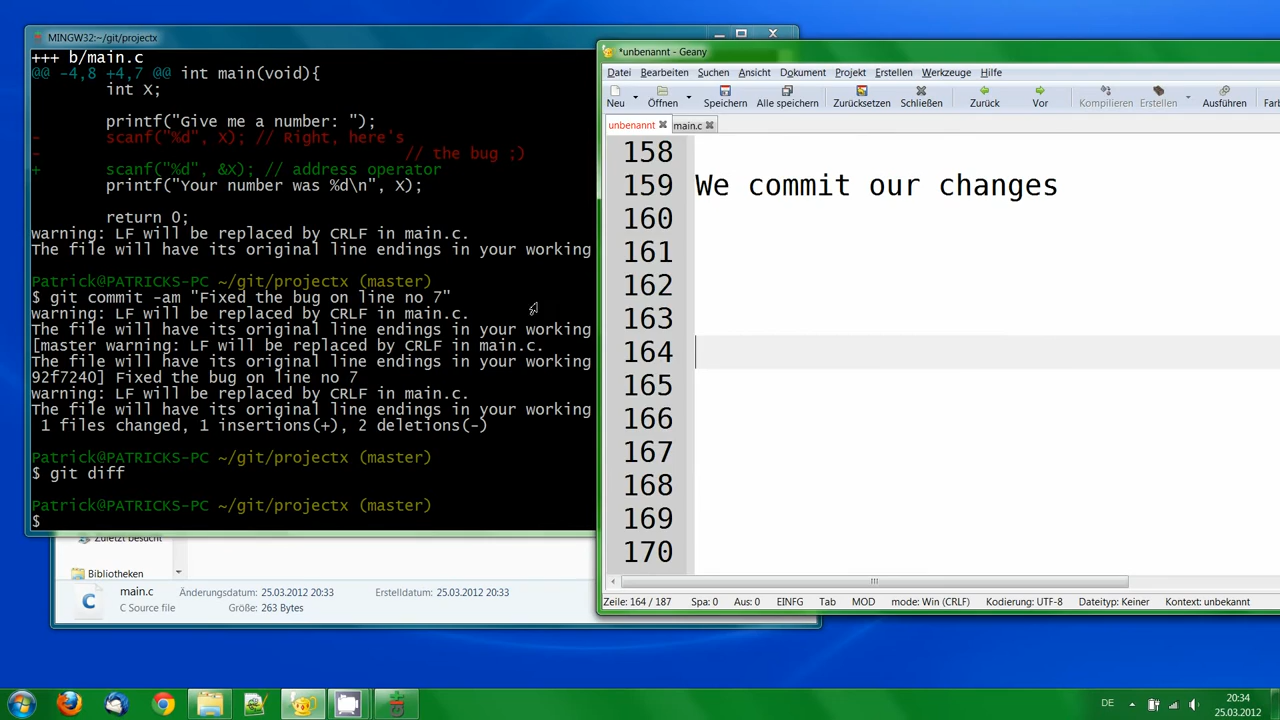 MINGW32:~/git/projectx
+++ b/main.c
@@ -4,8 +4,7 @@ int main(void){
int X;
printf("Give me a number: ");
- scanf("%d", X); // Right, here's
- // the bug ;)
+ scanf("%d", &X); // address operator
printf("Your number was %d\n", X);
return 0;
warning: LF will be replaced by CRLF in main.c.
The file will have its original line endings in your working
Patrick@PATRICKS-PC ~/git/projectx (master)
$ git commit -am "Fixed the bug on line no 7"
warning: LF will be replaced by CRLF in main.c.
The file will have its original line endings in your working
[master warning: LF will be replaced by CRLF in main.c.
The file will have its original line endings in your working
92f7240] Fixed the bug on line no 7
warning: LF will be replaced by CRLF in main.c.
The file will have its original line endings in your working
1 files changed, 1 insertions(+), 2 deletions(-)
Patrick@PATRICKS-PC ~/git/projectx (master)
$ git diff
Patrick@PATRICKS-PC ~/git/projectx (master)
$
Zuletzt besucht
Bibliotheken
main.c Änderungsdatum: 25.03.2012 20:33 Erstelldatum: 25.03.2012 20:33
C Source file Größe: 263 Bytes
*unbenannt - Geany
Datei Bearbeiten Suchen Ansicht Dokument Projekt Erstellen Werkzeuge Hilfe
Neu Öffnen Speichern Alle speichern Zurücksetzen Schließen Zurück Vor Kompilieren Erstellen Ausführen
unbenannt main.c
158
159 We commit our changes
160
161
162
163
164
165
166
167
168
169
170
Zeile: 164 / 187 Spa: 0 Aus: 0 EINFG Tab MOD mode: Win (CRLF) Kodierung: UTF-8 Dateityp: Keiner Kontext: unbekannt
DE 20:34
25.03.2012